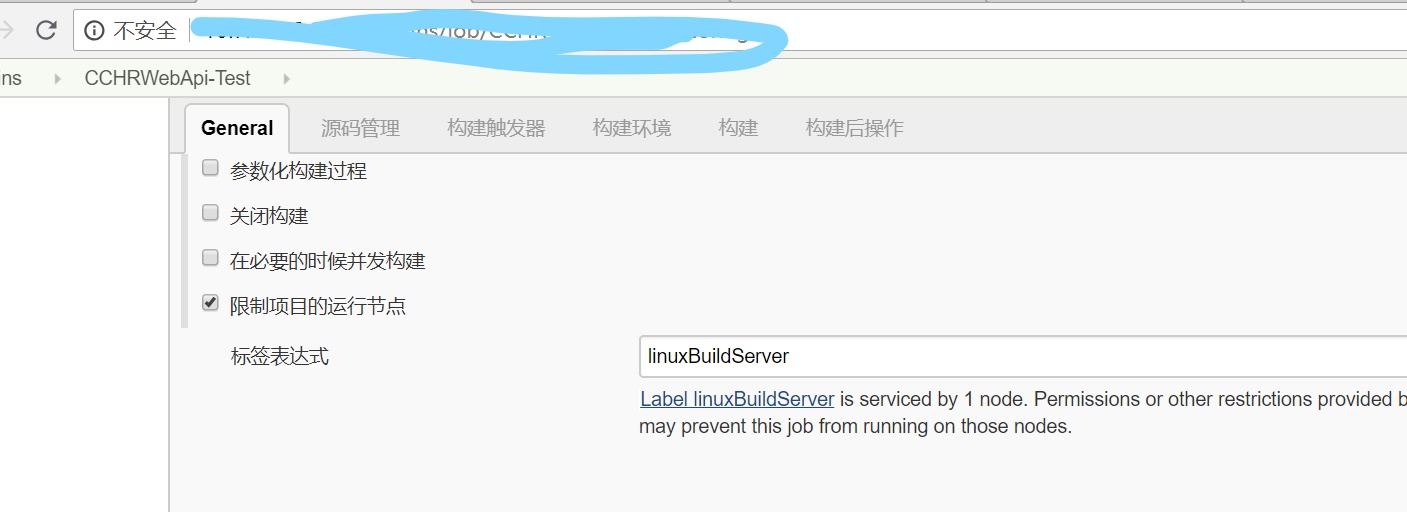 不安全
CCHRWebApi-Test
General 源码管理 构建触发器 构建环境 构建 构建后操作
参数化构建过程
关闭构建
在必要的时候并发构建
限制项目的运行节点
标签表达式 linuxBuildServer
Label linuxBuildServer is serviced by 1 node. Permissions or other restrictions provided
may prevent this job from running on those nodes.